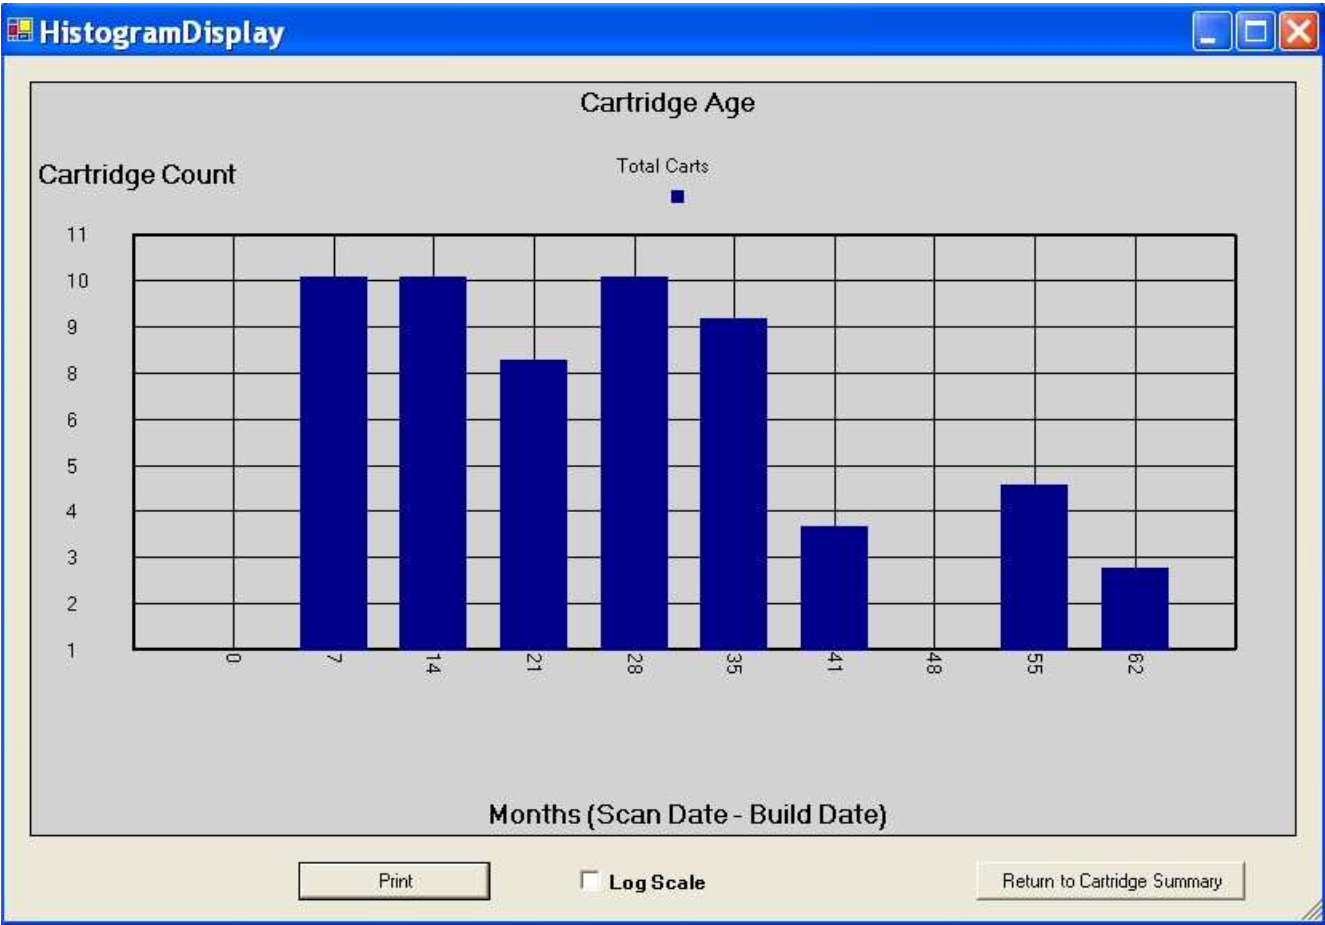 HistogramDisplay
Cartridge Age
Cartridge Count
Total Carts
11
10
9
8
6
5
4
3
2
1
0 7 14 21 28 35 41 48 55 62
Months (Scan Date - Build Date)
Print Log Scale Return to Cartridge Summary